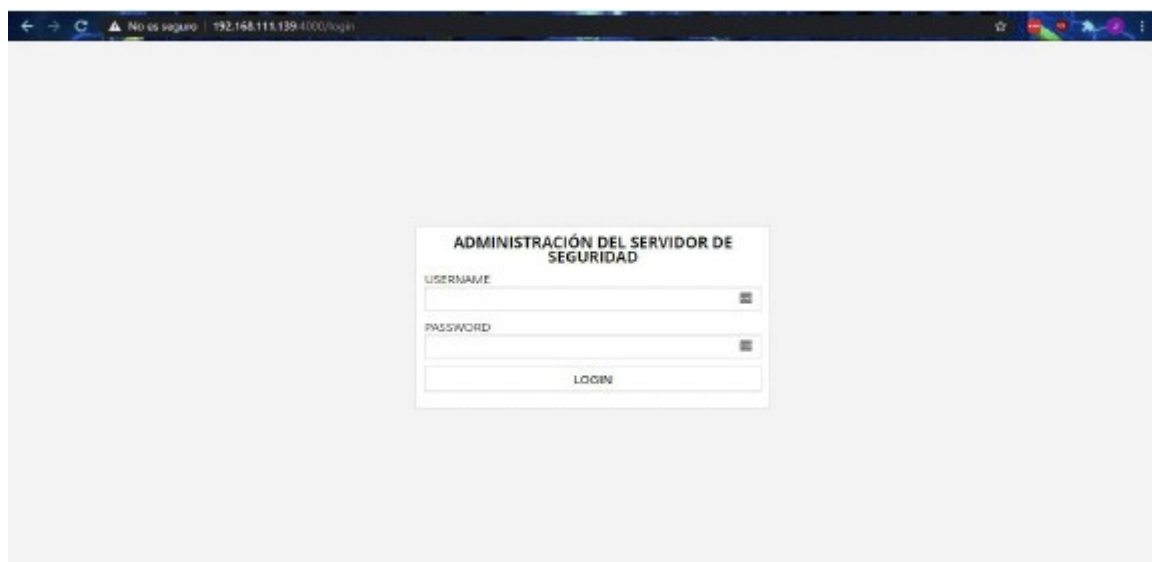 No es seguro | 192.168.111.139:4000/login
ADMINISTRACIÓN DEL SERVIDOR DE
SEGURIDAD
USERNAME
PASSWORD
LOGIN